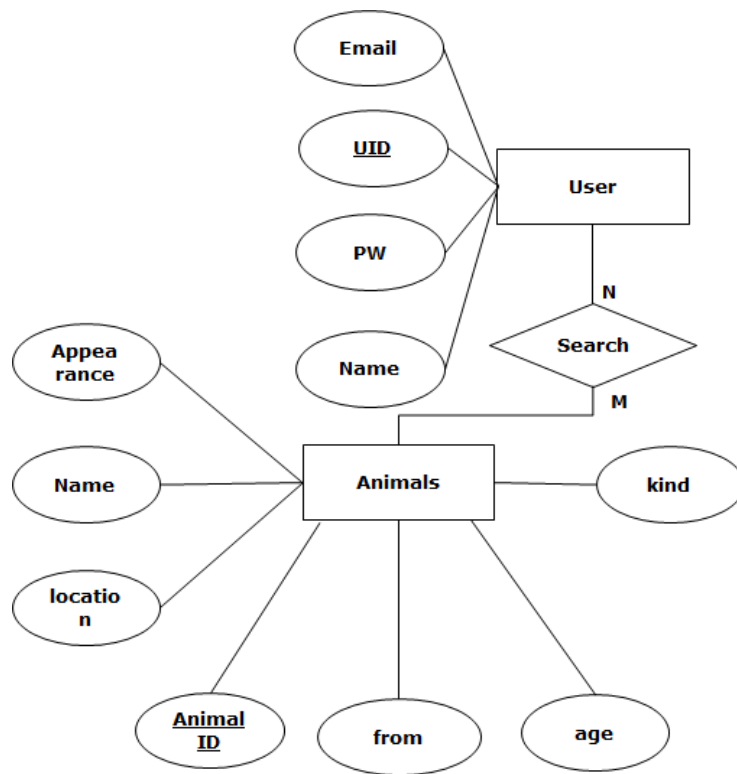 Email
UID
User
PW
N
Search
Appea
rance
Name
M
Animals
Name
kind
locatio
n
Animal
ID
from
age